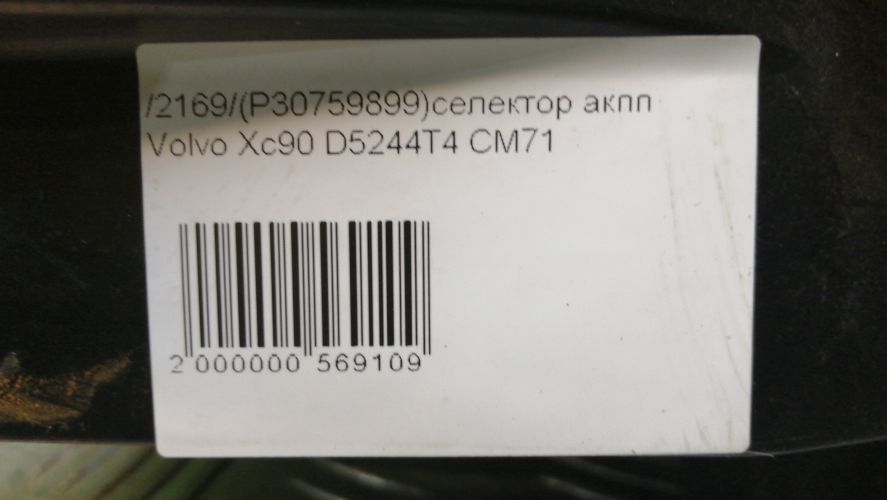 /2169/(P30759899)селектор акпп
Volvo Xc90 D5244T4 CM71
2 000000 569109